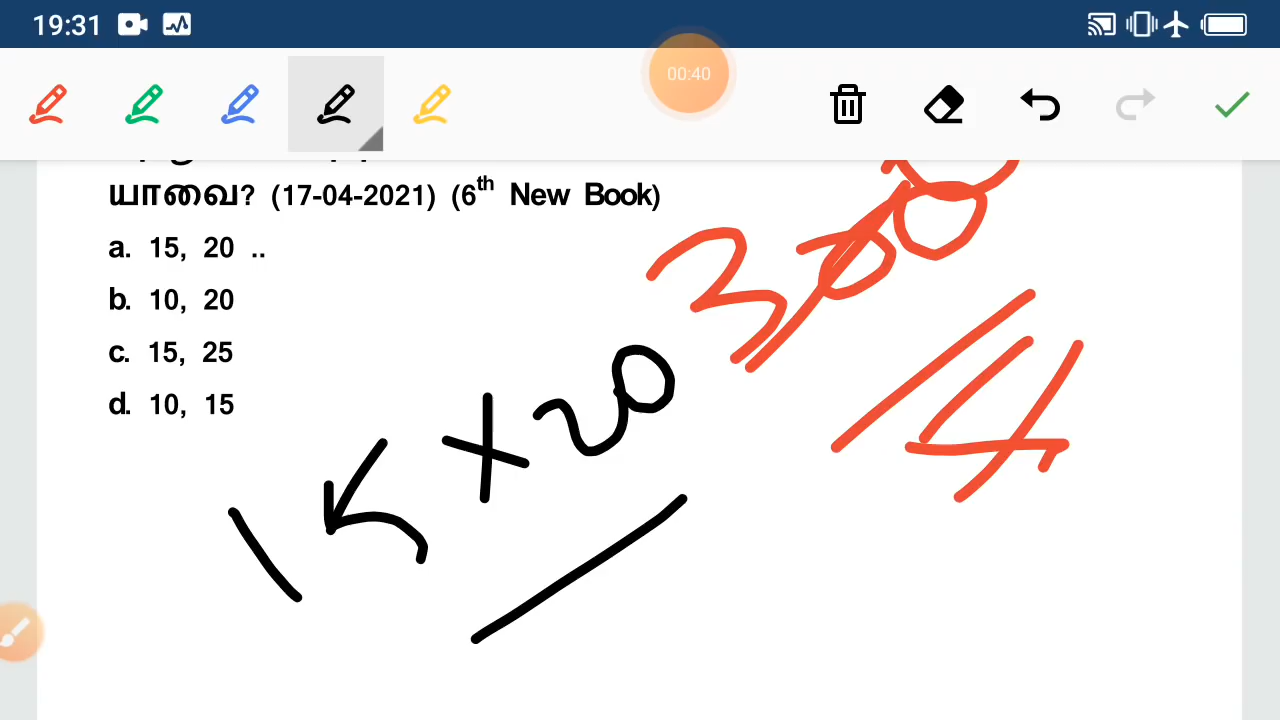 19:31
00:40
யாவை? (17-04-2021) (6th New Book)
a. 15, 20 ..
b. 10, 20
c. 15, 25
d. 10, 15
300
14
15 x 20